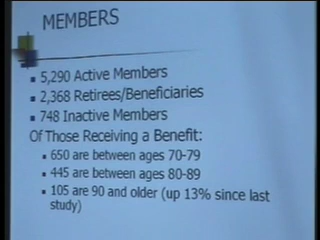 MEMBERS
5,290 Active Members
2,368 Retirees/Beneficiaries
748 Inactive Members
Of Those Receiving a Benefit:
650 are between ages 70-79
445 are between ages 80-89
105 are 90 and older (up 13% since last
study)